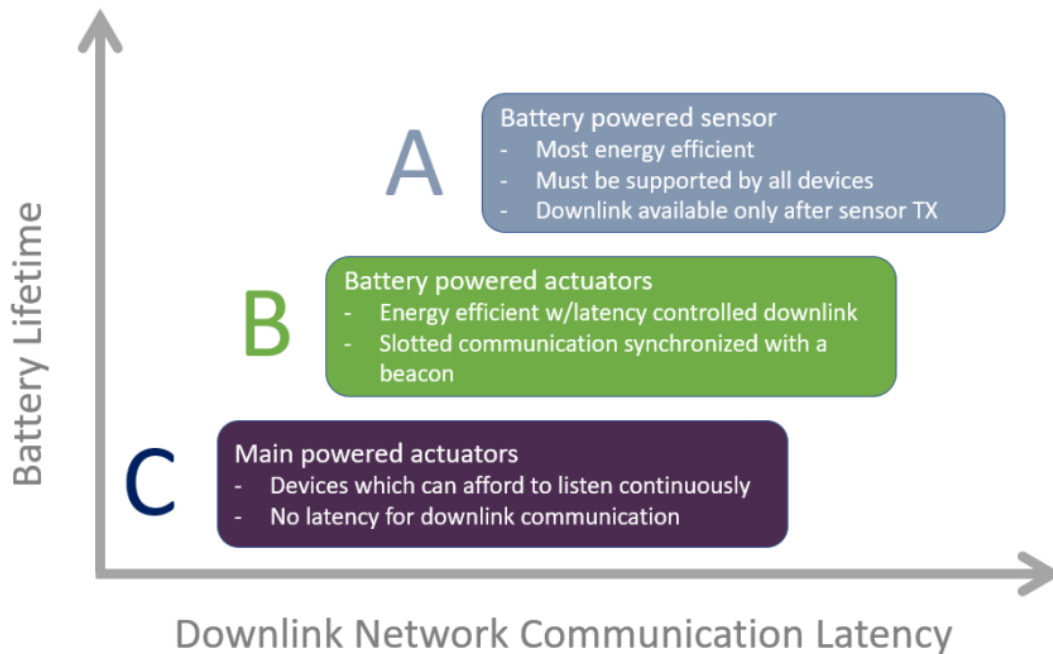 Battery Lifetime
A
Battery powered sensor
- Most energy efficient
- Must be supported by all devices
- Downlink available only after sensor TX
B
Battery powered actuators
- Energy efficient w/latency controlled downlink
- Slotted communication synchronized with a
beacon
C
Main powered actuators
- Devices which can afford to listen continuously
- No latency for downlink communication
Downlink Network Communication Latency